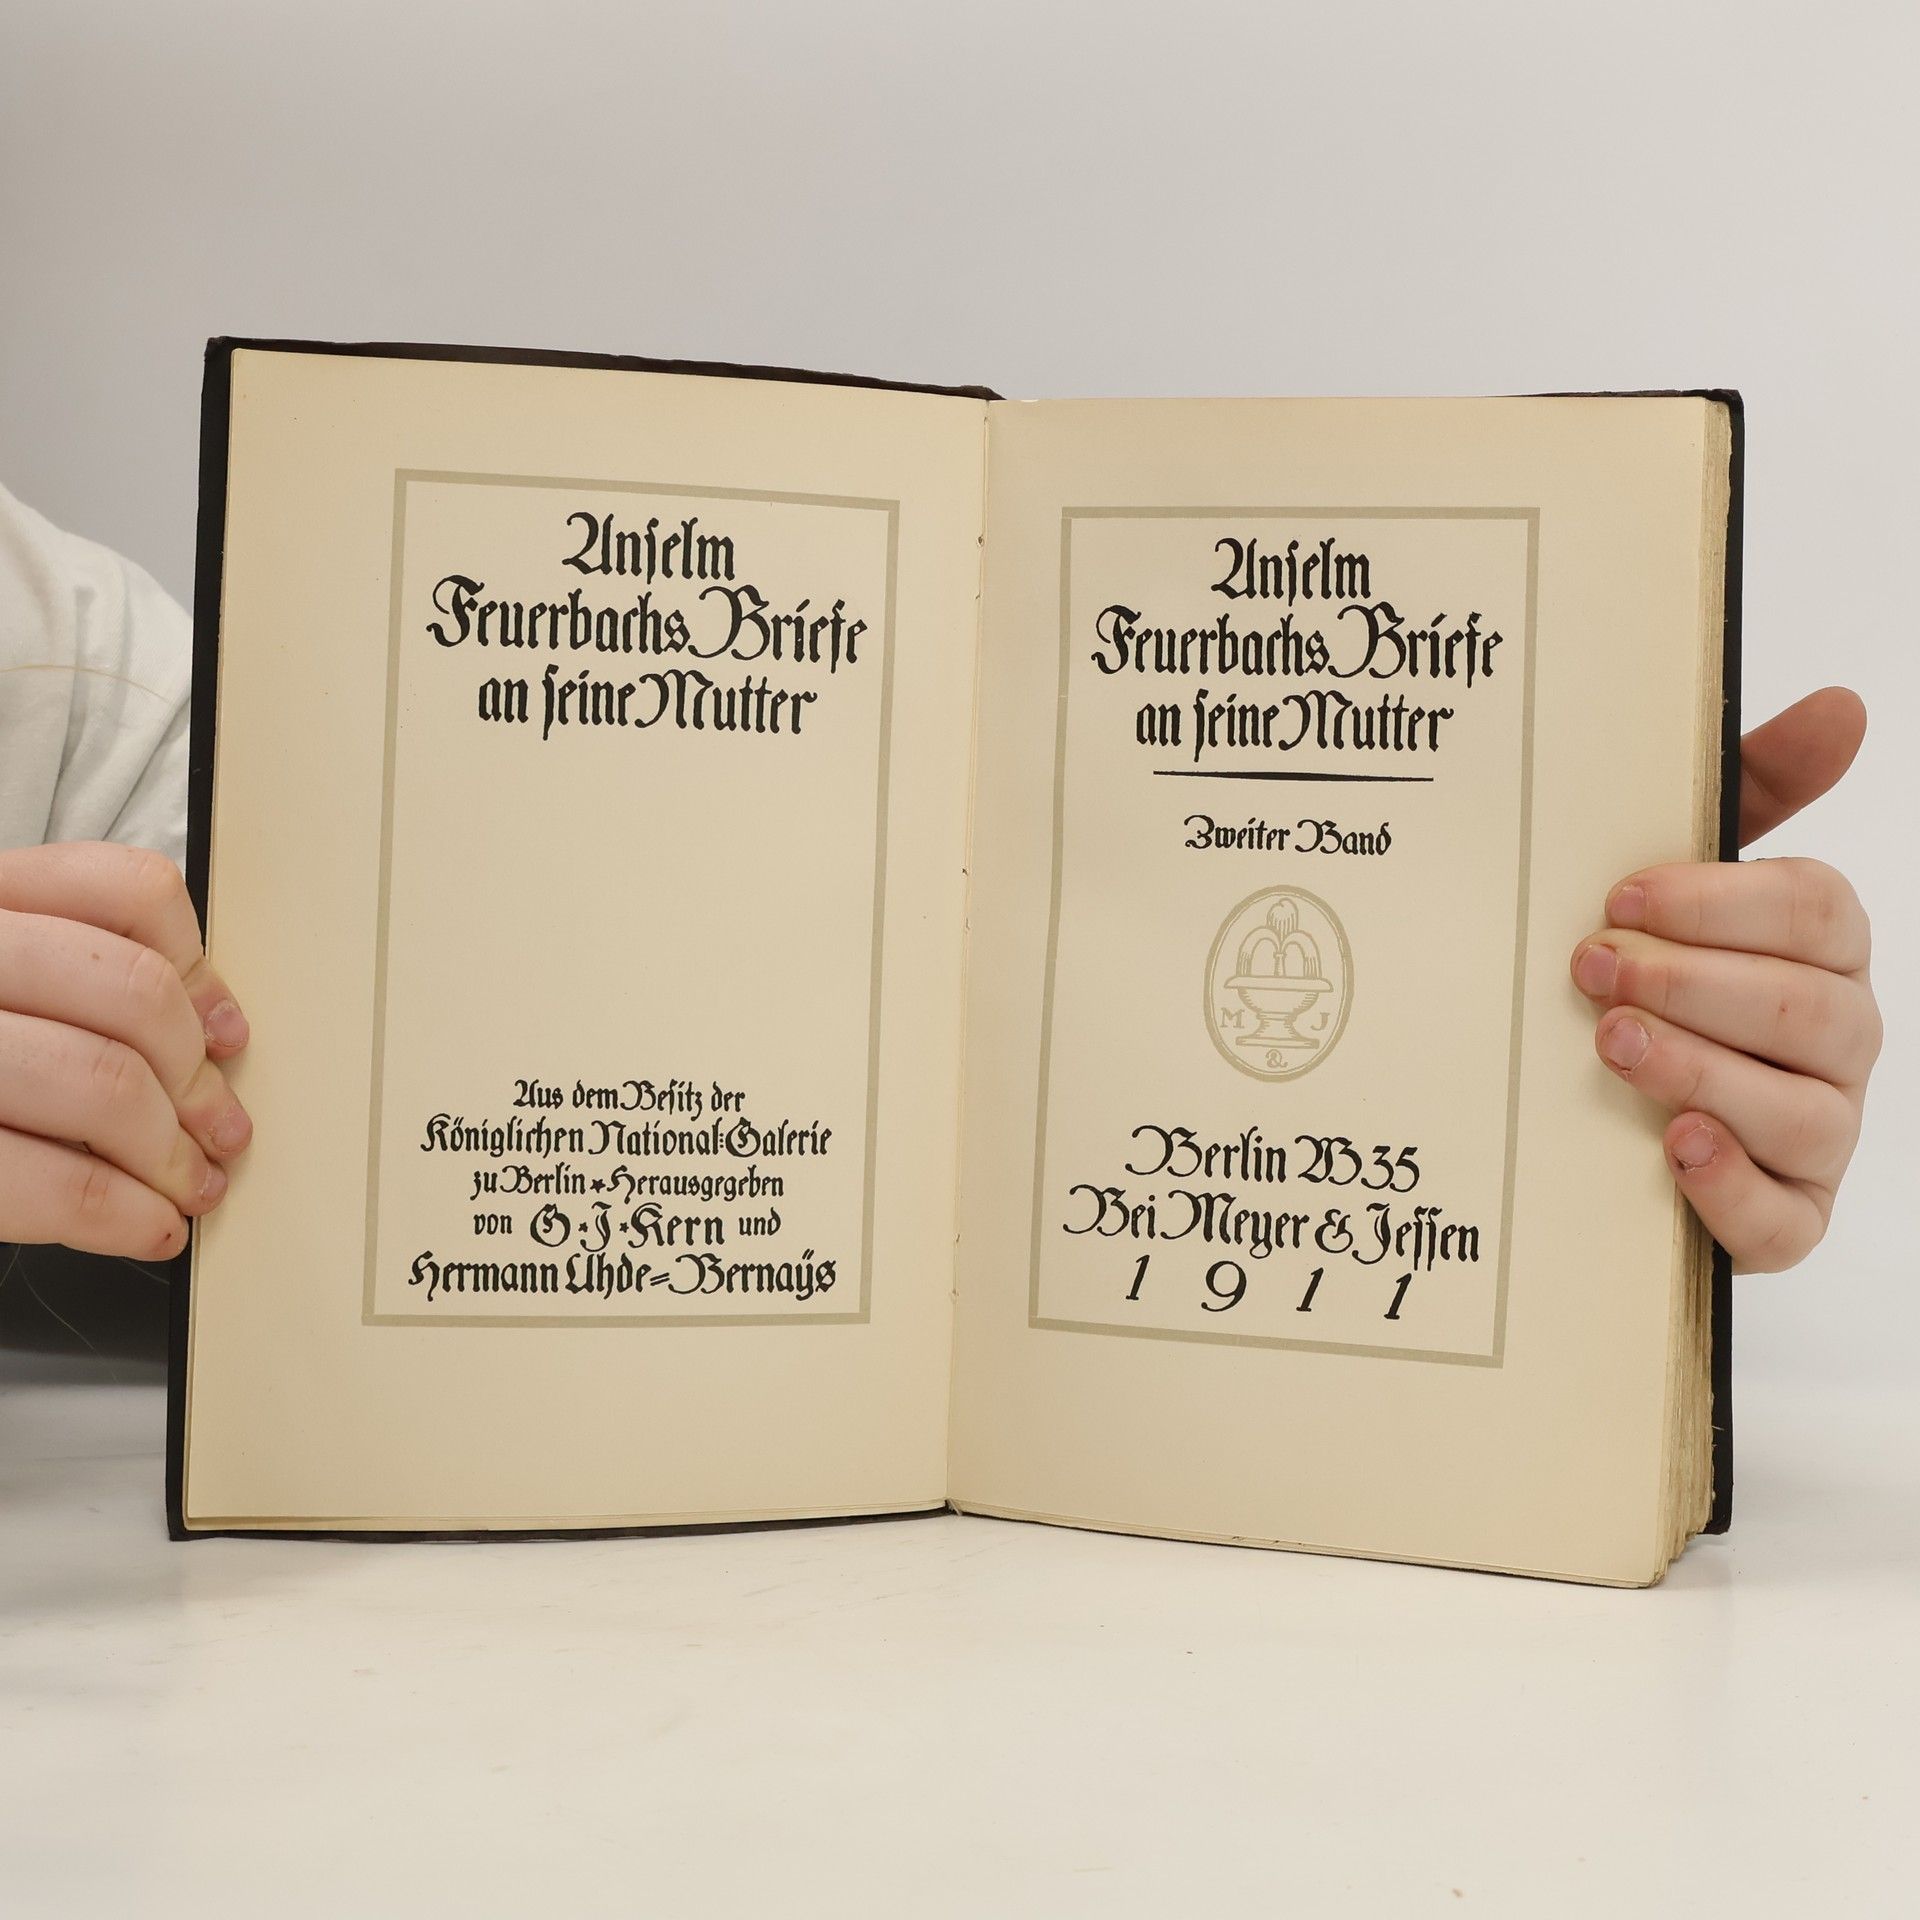 Anselm
Feuerbachs Briefe
an seine Mutter
Aus dem Besitz der
Königlichen National-Galerie
zu Berlin * Herausgegeben
von G * J * Kern und
Hermann Uhde-Bernaÿs
Anselm
Feuerbachs Briefe
an seine Mutter
Zweiter Band
M J
&
Berlin W 35
Bei Meyer & Jessen
1911